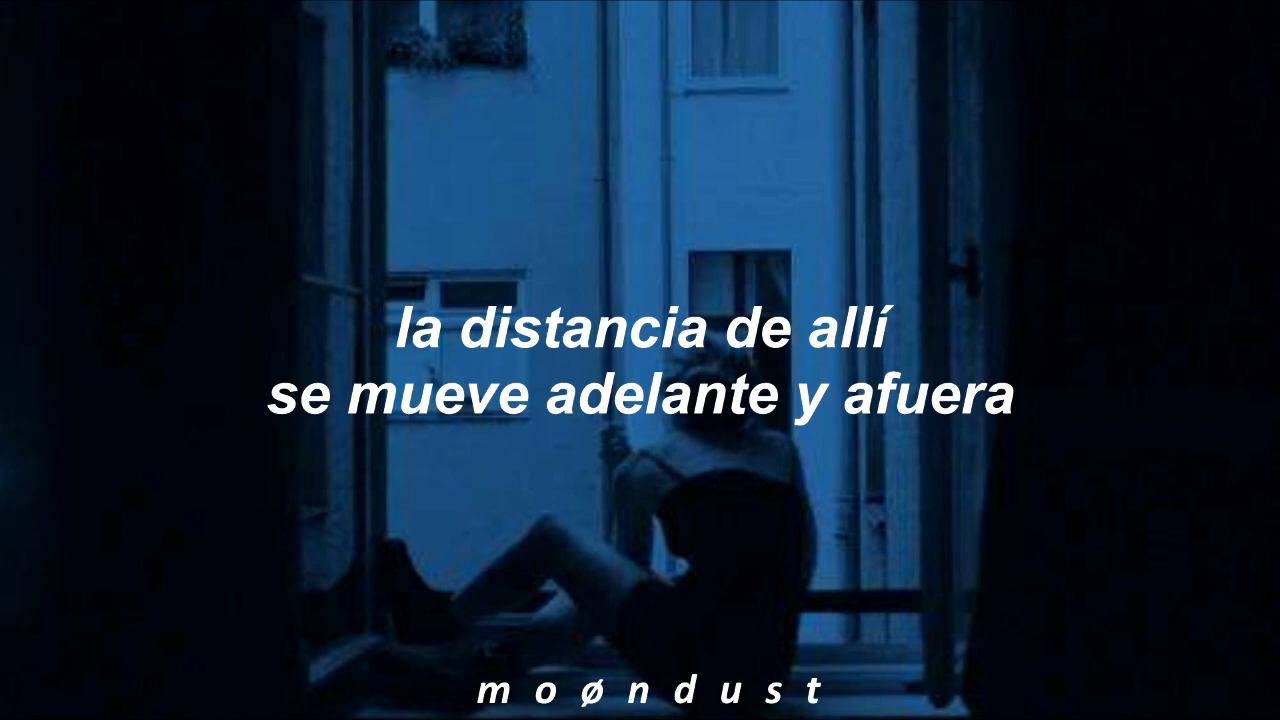 la distancia de allí
se mueve adelante y afuera
m o ø n d u s t